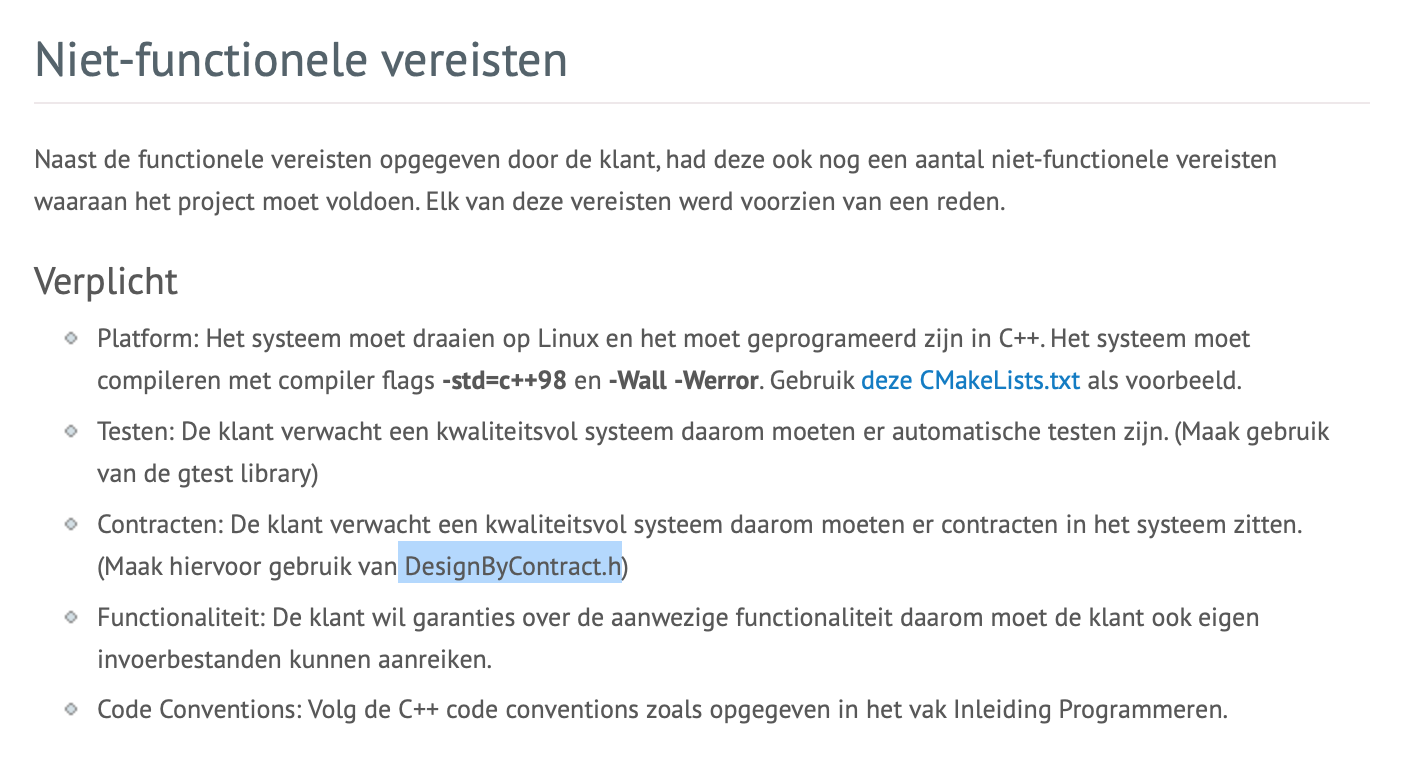 Niet-functionele vereisten
Naast de functionele vereisten opgegeven door de klant, had deze ook nog een aantal niet-functionele vereisten
waaraan het project moet voldoen. Elk van deze vereisten werd voorzien van een reden.
Verplicht
Platform: Het systeem moet draaien op Linux en het moet geprogrameerd zijn in C++. Het systeem moet
compileren met compiler flags -std=c++98 en -Wall -Werror. Gebruik deze CMakeLists.txt als voorbeeld.
Testen: De klant verwacht een kwaliteitsvol systeem daarom moeten er automatische testen zijn. (Maak gebruik
van de gtest library)
Contracten: De klant verwacht een kwaliteitsvol systeem daarom moeten er contracten in het systeem zitten.
(Maak hiervoor gebruik van DesignByContract.h)
Functionaliteit: De klant wil garanties over de aanwezige functionaliteit daarom moet de klant ook eigen
invoerbestanden kunnen aanreiken.
Code Conventions: Volg de C++ code conventions zoals opgegeven in het vak Inleiding Programmeren.